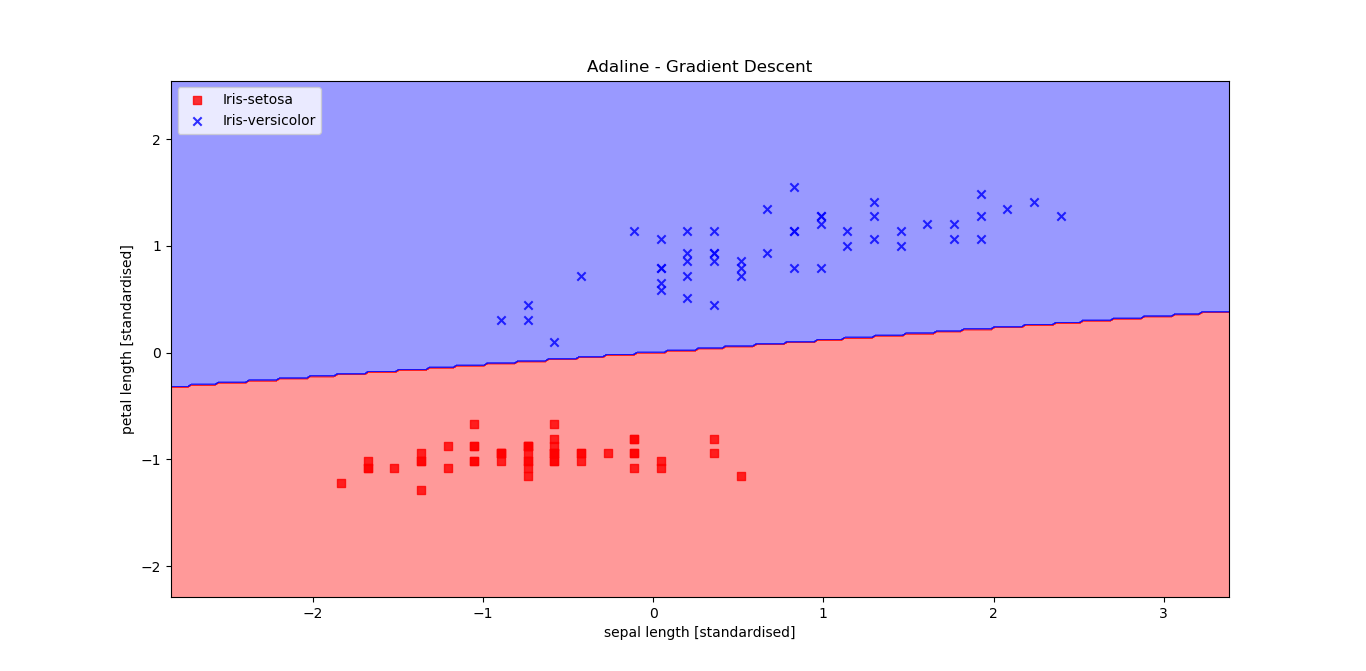 Adaline - Gradient Descent
Iris-setosa
Iris-versicolor
petal length [standardised]
2
1
0
−1
−2
−2 −1 0 1 2 3
sepal length [standardised]